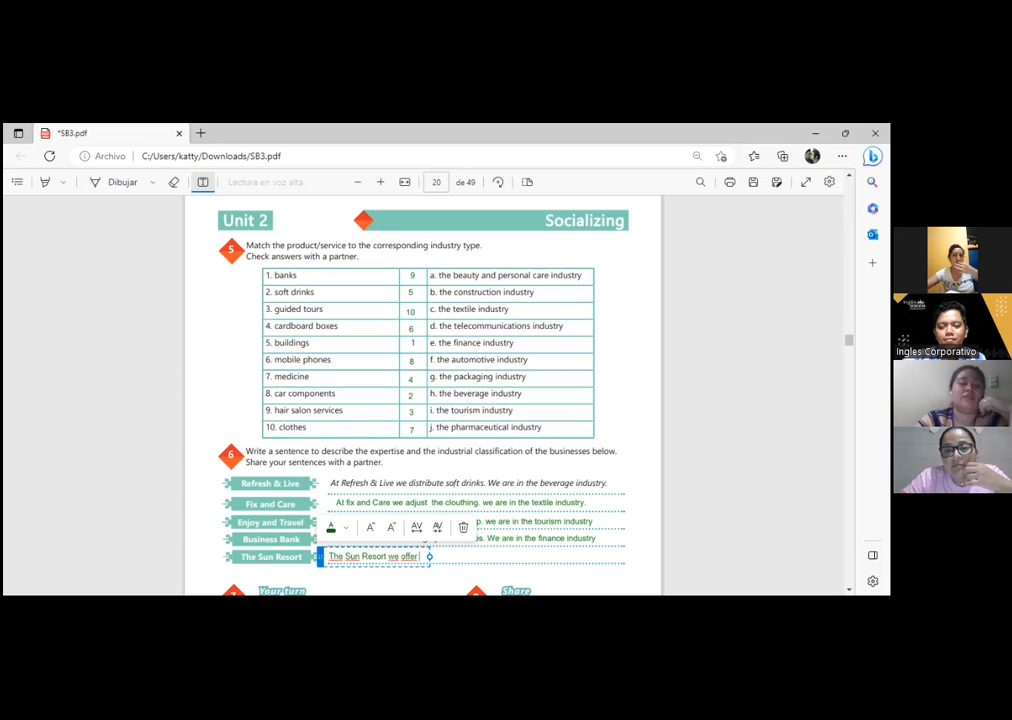 *SB3.pdf
Archivo C:/Users/katty/Downloads/SB3.pdf
Dibujar Lectura en voz alta 20 de 49
Unit 2 Socializing
5 Match the product/service to the corresponding industry type.
Check answers with a partner.
1. banks 9 a. the beauty and personal care industry
2. soft drinks 5 b. the construction industry
3. guided tours 10 c. the textile industry
4. cardboard boxes 6 d. the telecommunications industry
5. buildings 1 e. the finance industry
6. mobile phones 8 f. the automotive industry
7. medicine 4 g. the packaging industry
8. car components 2 h. the beverage industry
9. hair salon services 3 i. the tourism industry
10. clothes 7 j. the pharmaceutical industry
6 Write a sentence to describe the expertise and the industrial classification of the businesses below.
Share your sentences with a partner.
Refresh & Live At Refresh & Live we distribute soft drinks. We are in the beverage industry.
Fix and Care At fix and Care we adjust the clouthing. we are in the textile industry.
Enjoy and Travel p. we are in the tourism industry
Business Bank es. We are in the finance industry
The Sun Resort The Sun Resort we offer
Your turn Share
Ingles Corporativo